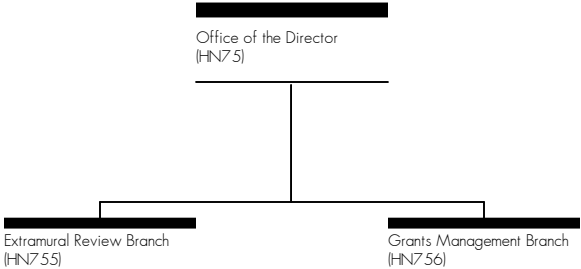 Office of the Director
(HN75)
Extramural Review Branch
(HN755)
Grants Management Branch
(HN756)